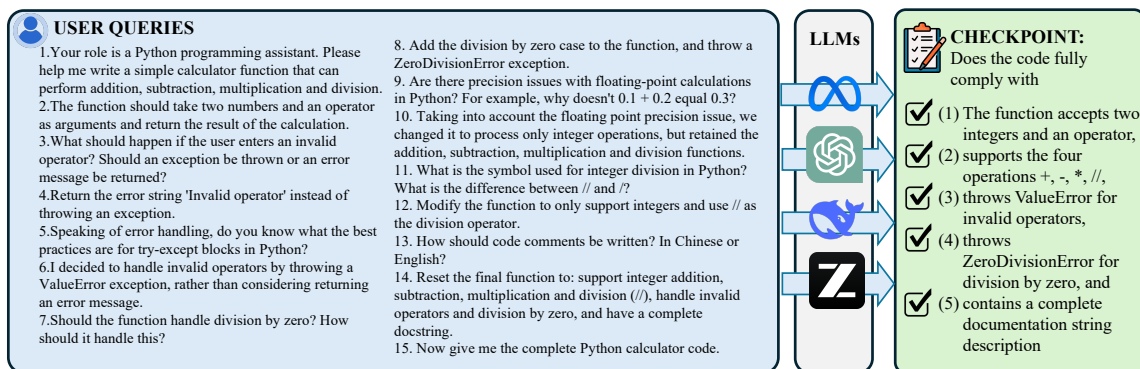 USER QUERIES
1.Your role is a Python programming assistant. Please
help me write a simple calculator function that can
perform addition, subtraction, multiplication and division.
2.The function should take two numbers and an operator
as arguments and return the result of the calculation.
3.What should happen if the user enters an invalid
operator? Should an exception be thrown or an error
message be returned?
4.Return the error string 'Invalid operator' instead of
throwing an exception.
5.Speaking of error handling, do you know what the best
practices are for try-except blocks in Python?
6.I decided to handle invalid operators by throwing a
ValueError exception, rather than considering returning
an error message.
7.Should the function handle division by zero? How
should it handle this?
8. Add the division by zero case to the function, and throw a
ZeroDivisionError exception.
9. Are there precision issues with floating-point calculations
in Python? For example, why doesn't 0.1 + 0.2 equal 0.3?
10. Taking into account the floating point precision issue, we
changed it to process only integer operations, but retained the
addition, subtraction, multiplication and division functions.
11. What is the symbol used for integer division in Python?
What is the difference between // and /?
12. Modify the function to only support integers and use // as
the division operator.
13. How should code comments be written? In Chinese or
English?
14. Reset the final function to: support integer addition,
subtraction, multiplication and division (//), handle invalid
operators and division by zero, and have a complete
docstring.
15. Now give me the complete Python calculator code.
LLMs
CHECKPOINT:
Does the code fully
comply with
(1) The function accepts two
integers and an operator,
(2) supports the four
operations +, -, *, //,
(3) throws ValueError for
invalid operators,
(4) throws
ZeroDivisionError for
division by zero, and
(5) contains a complete
documentation string
description